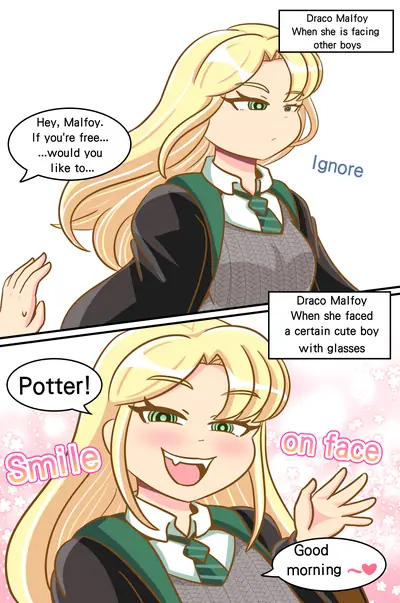 Draco Malfoy
When she is facing
other boys
Hey, Malfoy.
If you're free...
...would you
like to...
Ignore
Draco Malfoy
When she faced
a certain cute boy
with glasses
Potter!
Smile
on face
Good
morning ~♥